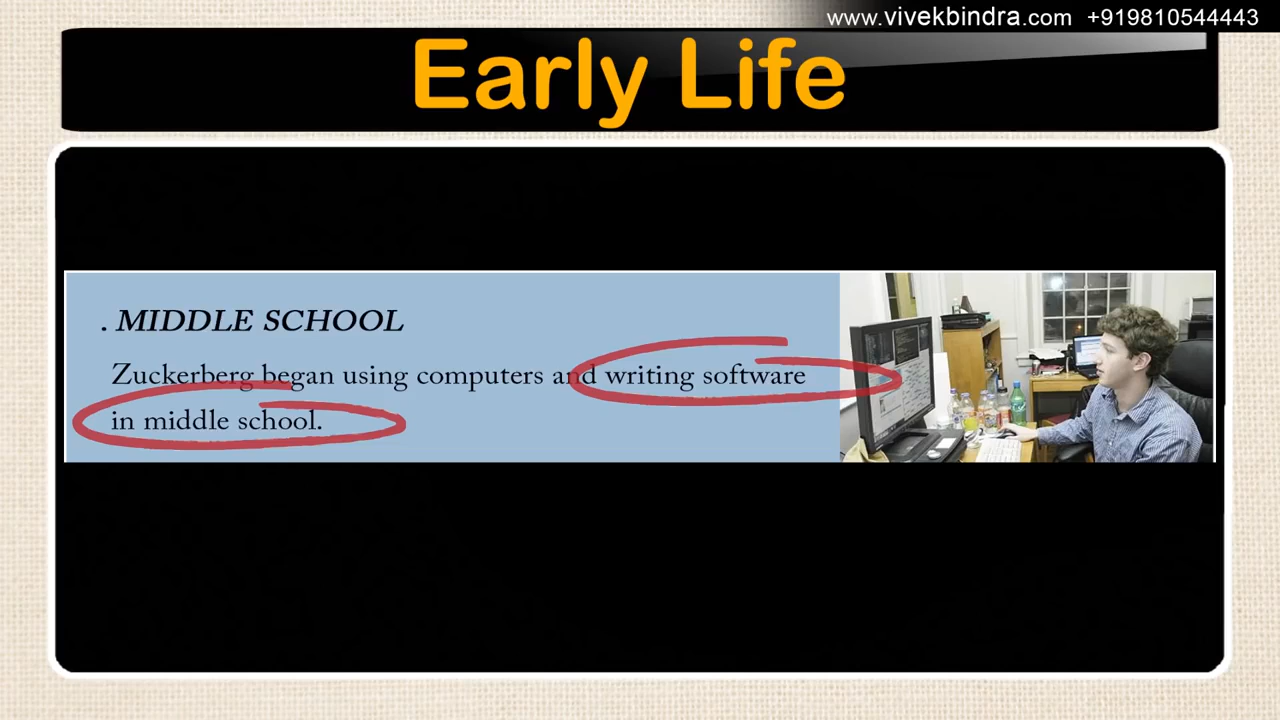 www.vivekbindra.com +919810544443
Early Life
. MIDDLE SCHOOL
Zuckerberg began using computers and writing software
in middle school.